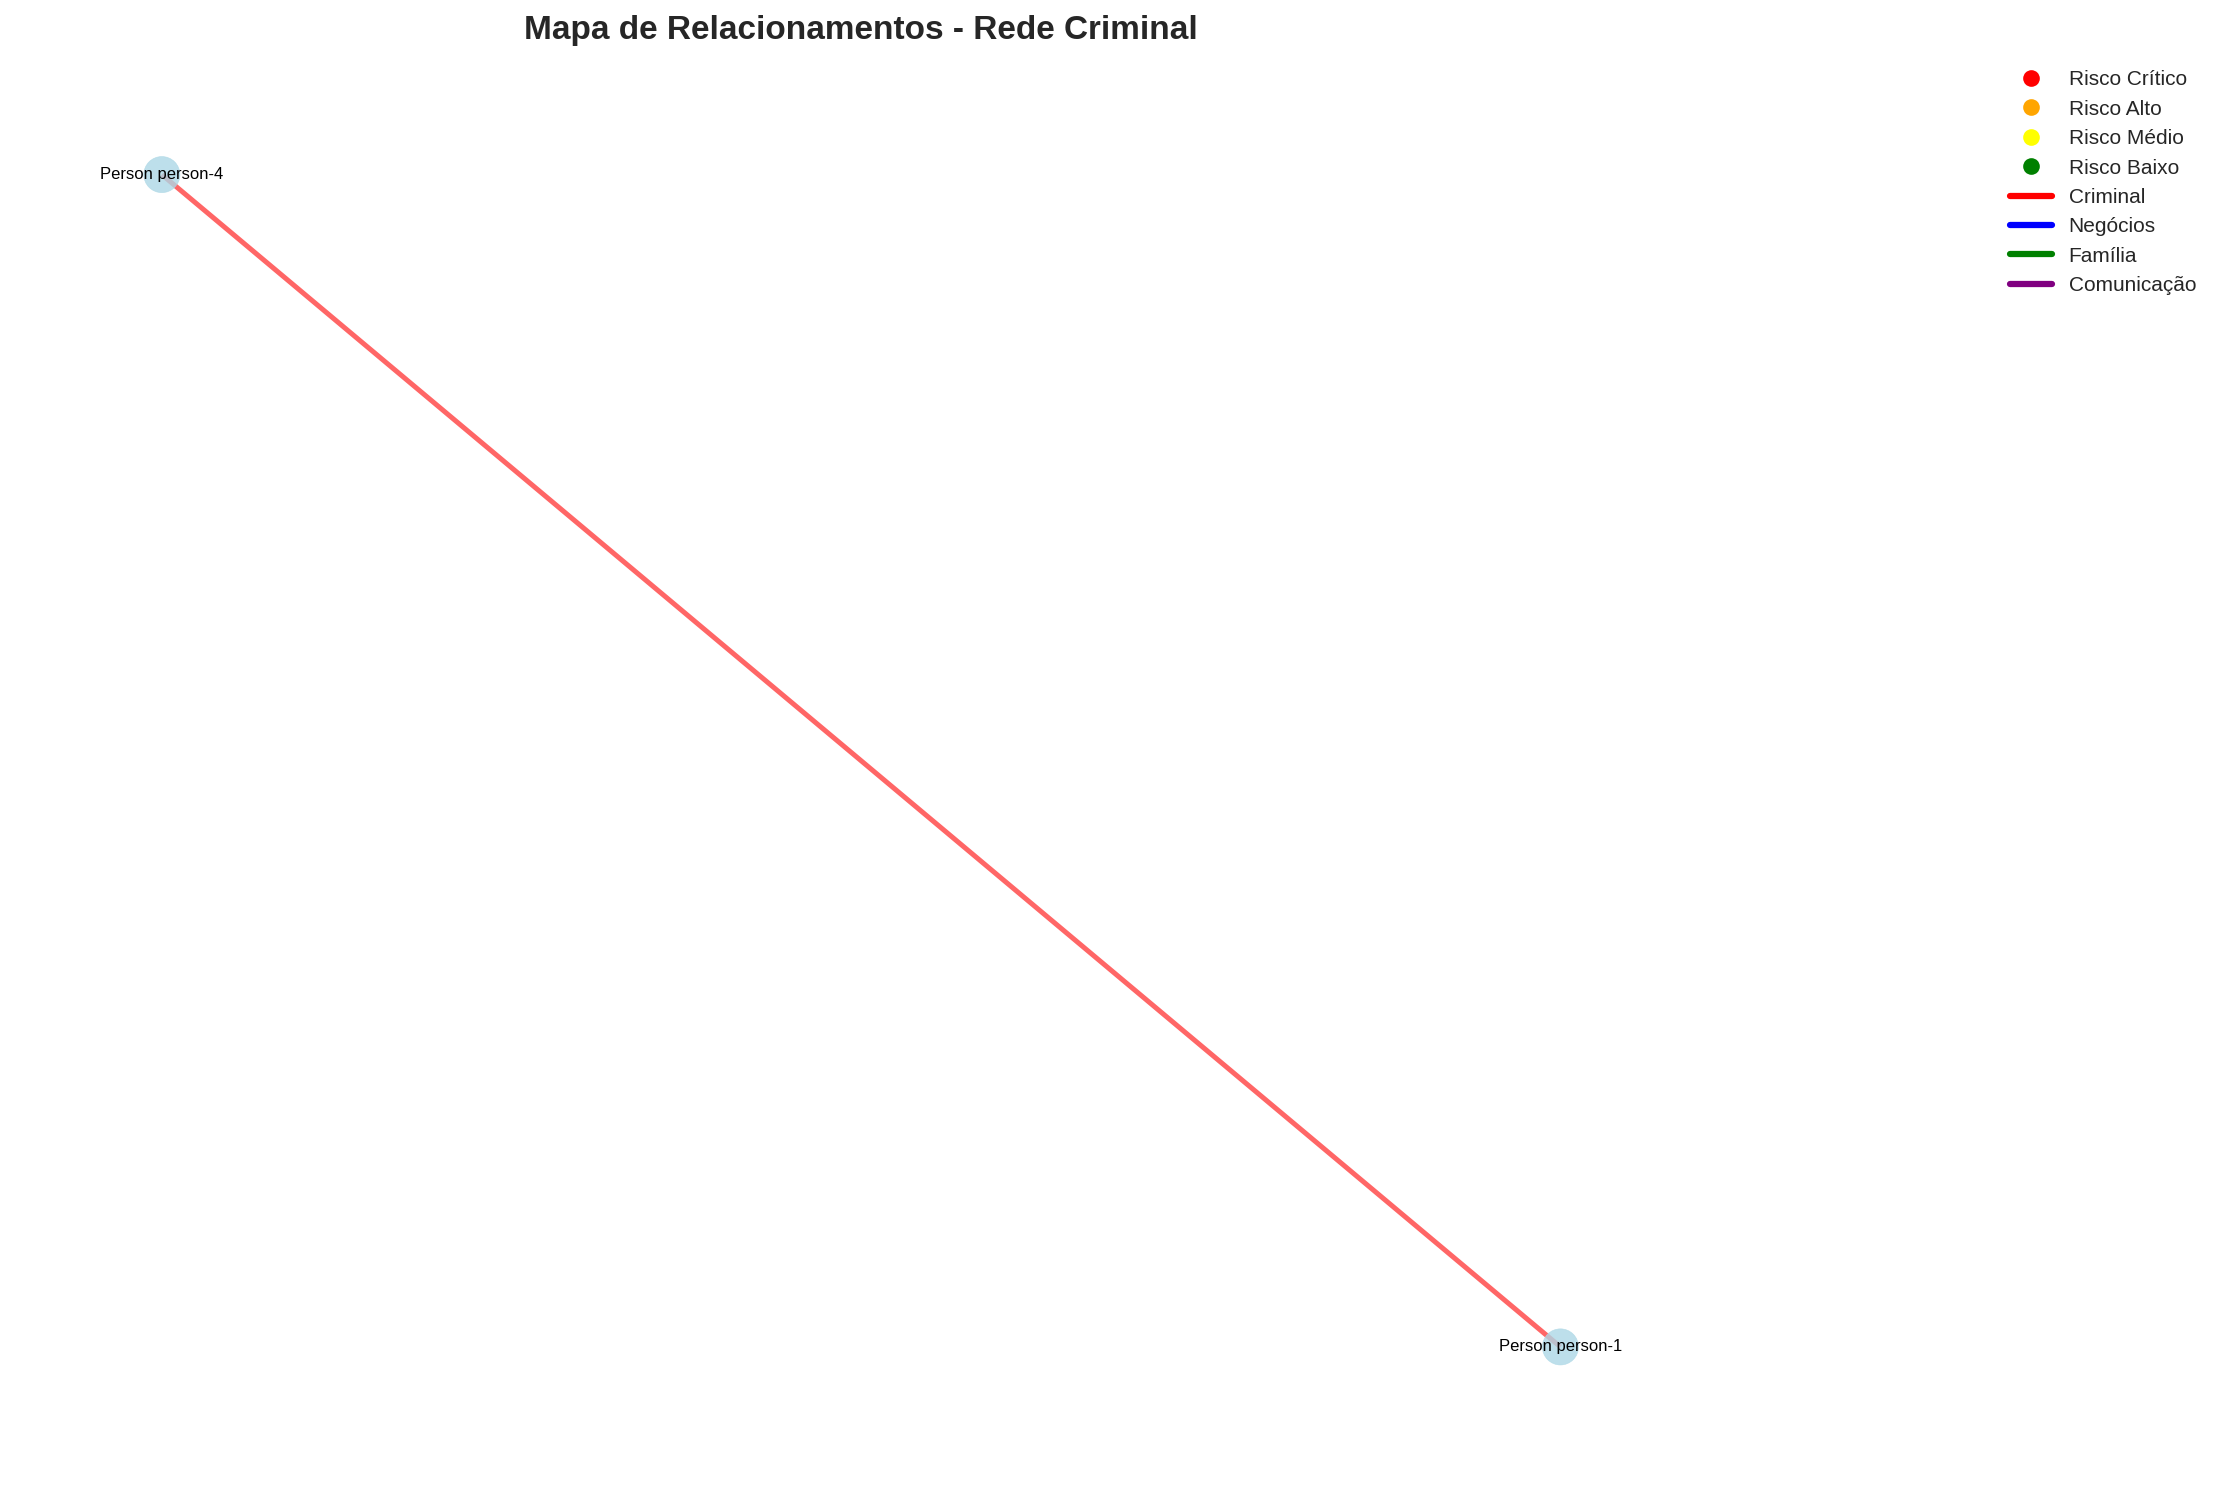 Mapa de Relacionamentos - Rede Criminal
Risco Crítico
Risco Alto
Risco Médio
Risco Baixo
Criminal
Negócios
Família
Comunicação
Person person-4
Person person-1